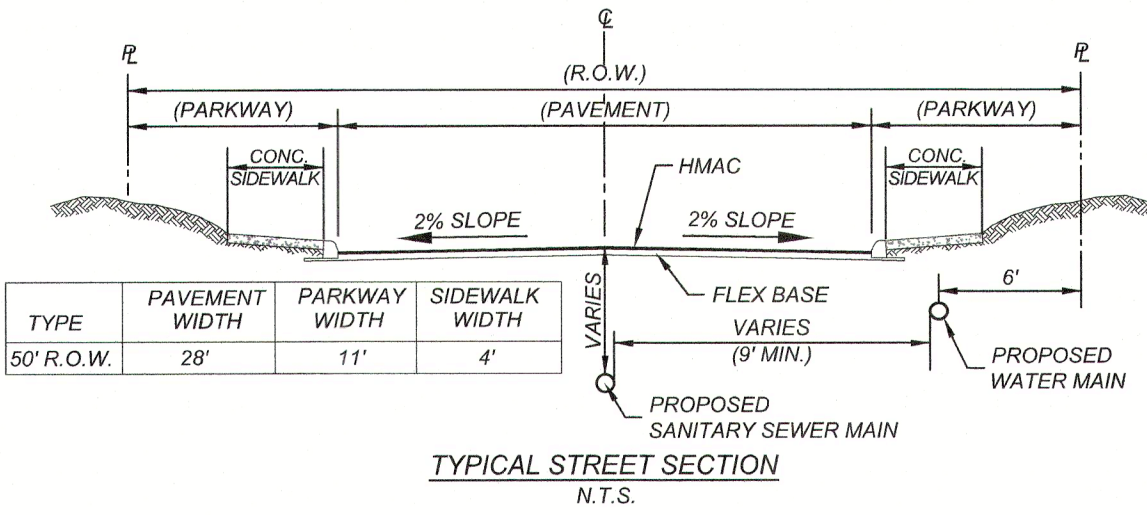 ℄
℄
℄
(R.O.W.)
(PARKWAY)
(PAVEMENT)
(PARKWAY)
CONC.
SIDEWALK
HMAC
CONC.
SIDEWALK
2% SLOPE
2% SLOPE
FLEX BASE
6'
VARIES
VARIES
(9' MIN.)
TYPE PAVEMENT WIDTH PARKWAY WIDTH SIDEWALK WIDTH
50' R.O.W. 28' 11' 4'
PROPOSED
WATER MAIN
PROPOSED
SANITARY SEWER MAIN
TYPICAL STREET SECTION
N.T.S.